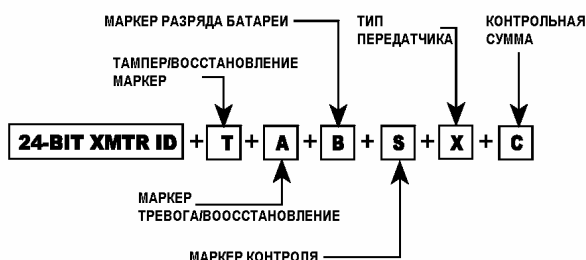 МАРКЕР РАЗРЯДА БАТАРЕИ
ТИП
ПЕРЕДАТЧИКА
КОНТРОЛЬНАЯ
СУММА
ТАМПЕР/ВОССТАНОВЛЕНИЕ
МАРКЕР
24-BIT XMTR ID + T + A + B + S + X + C
МАРКЕР
ТРЕВОГА/ВООССТАНОВЛЕНИЕ
МАРКЕР КОНТРОЛЯ